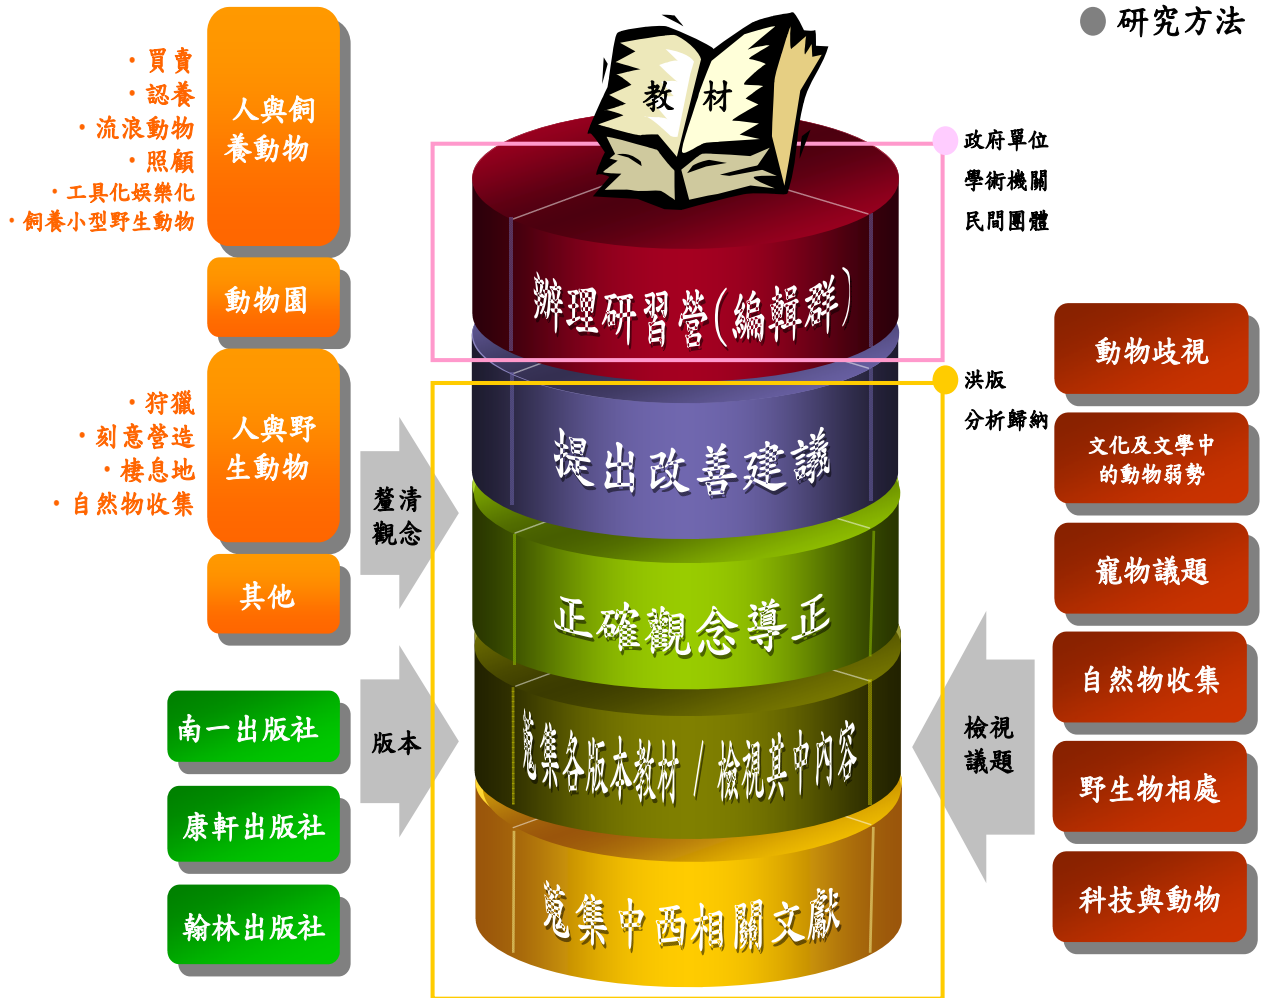 研究方法
・買賣
・認養
・流浪動物
・照顧
・工具化娛樂化
・飼養小型野生動物
人與飼
養動物
動物園
・狩獵
・刻意營造
・棲息地
・自然物收集
人與野
生動物
其他
釐清
觀念
南一出版社
康軒出版社
翰林出版社
版本
教 材
辦理研習營(編輯群)
提出改善建議
正確觀念導正
蒐集各版本教材 / 檢視其中內容
蒐集中西相關文獻
政府單位
學術機關
民間團體
洪版
分析歸納
檢視
議題
動物歧視
文化及文學中
的動物弱勢
寵物議題
自然物收集
野生物相處
科技與動物